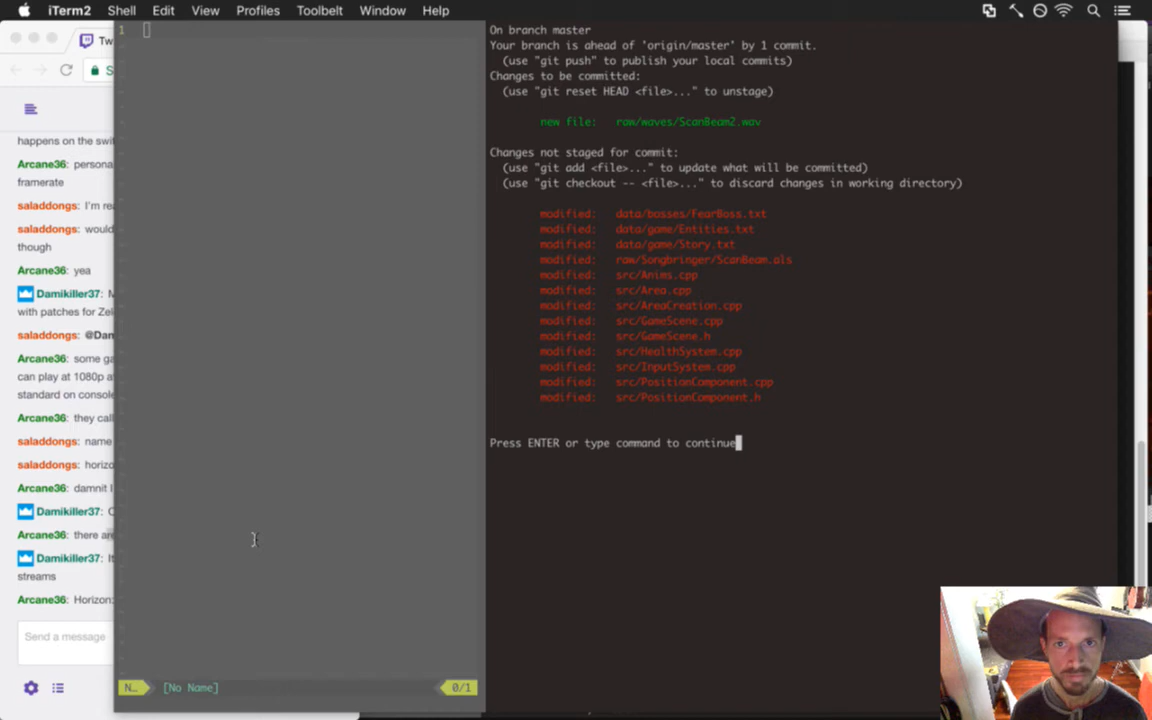 iTerm2 Shell Edit View Profiles Toolbelt Window Help
Tw
S
happens on the swit
Arcane36: persona
framerate
saladdongs: I'm rea
saladdongs: would
though
Arcane36: yea
Damikiller37: M
with patches for Zel
saladdongs: @Dan
Arcane36: some ga
can play at 1080p a
standard on console
Arcane36: they call
saladdongs: name
saladdongs: horizo
Arcane36: damnit I
Damikiller37: C
Arcane36: there are
Damikiller37: It
streams
Arcane36: Horizon:
Send a message
1
N... [No Name] 0/1
On branch master
Your branch is ahead of 'origin/master' by 1 commit.
(use "git push" to publish your local commits)
Changes to be committed:
(use "git reset HEAD <file>..." to unstage)
new file: raw/waves/ScanBeam2.wav
Changes not staged for commit:
(use "git add <file>..." to update what will be committed)
(use "git checkout -- <file>..." to discard changes in working directory)
modified: data/bosses/FearBoss.txt
modified: data/game/Entities.txt
modified: data/game/Story.txt
modified: raw/Songbringer/ScanBeam.als
modified: src/Anims.cpp
modified: src/Area.cpp
modified: src/AreaCreation.cpp
modified: src/GameScene.cpp
modified: src/GameScene.h
modified: src/HealthSystem.cpp
modified: src/InputSystem.cpp
modified: src/PositionComponent.cpp
modified: src/PositionComponent.h
Press ENTER or type command to continue